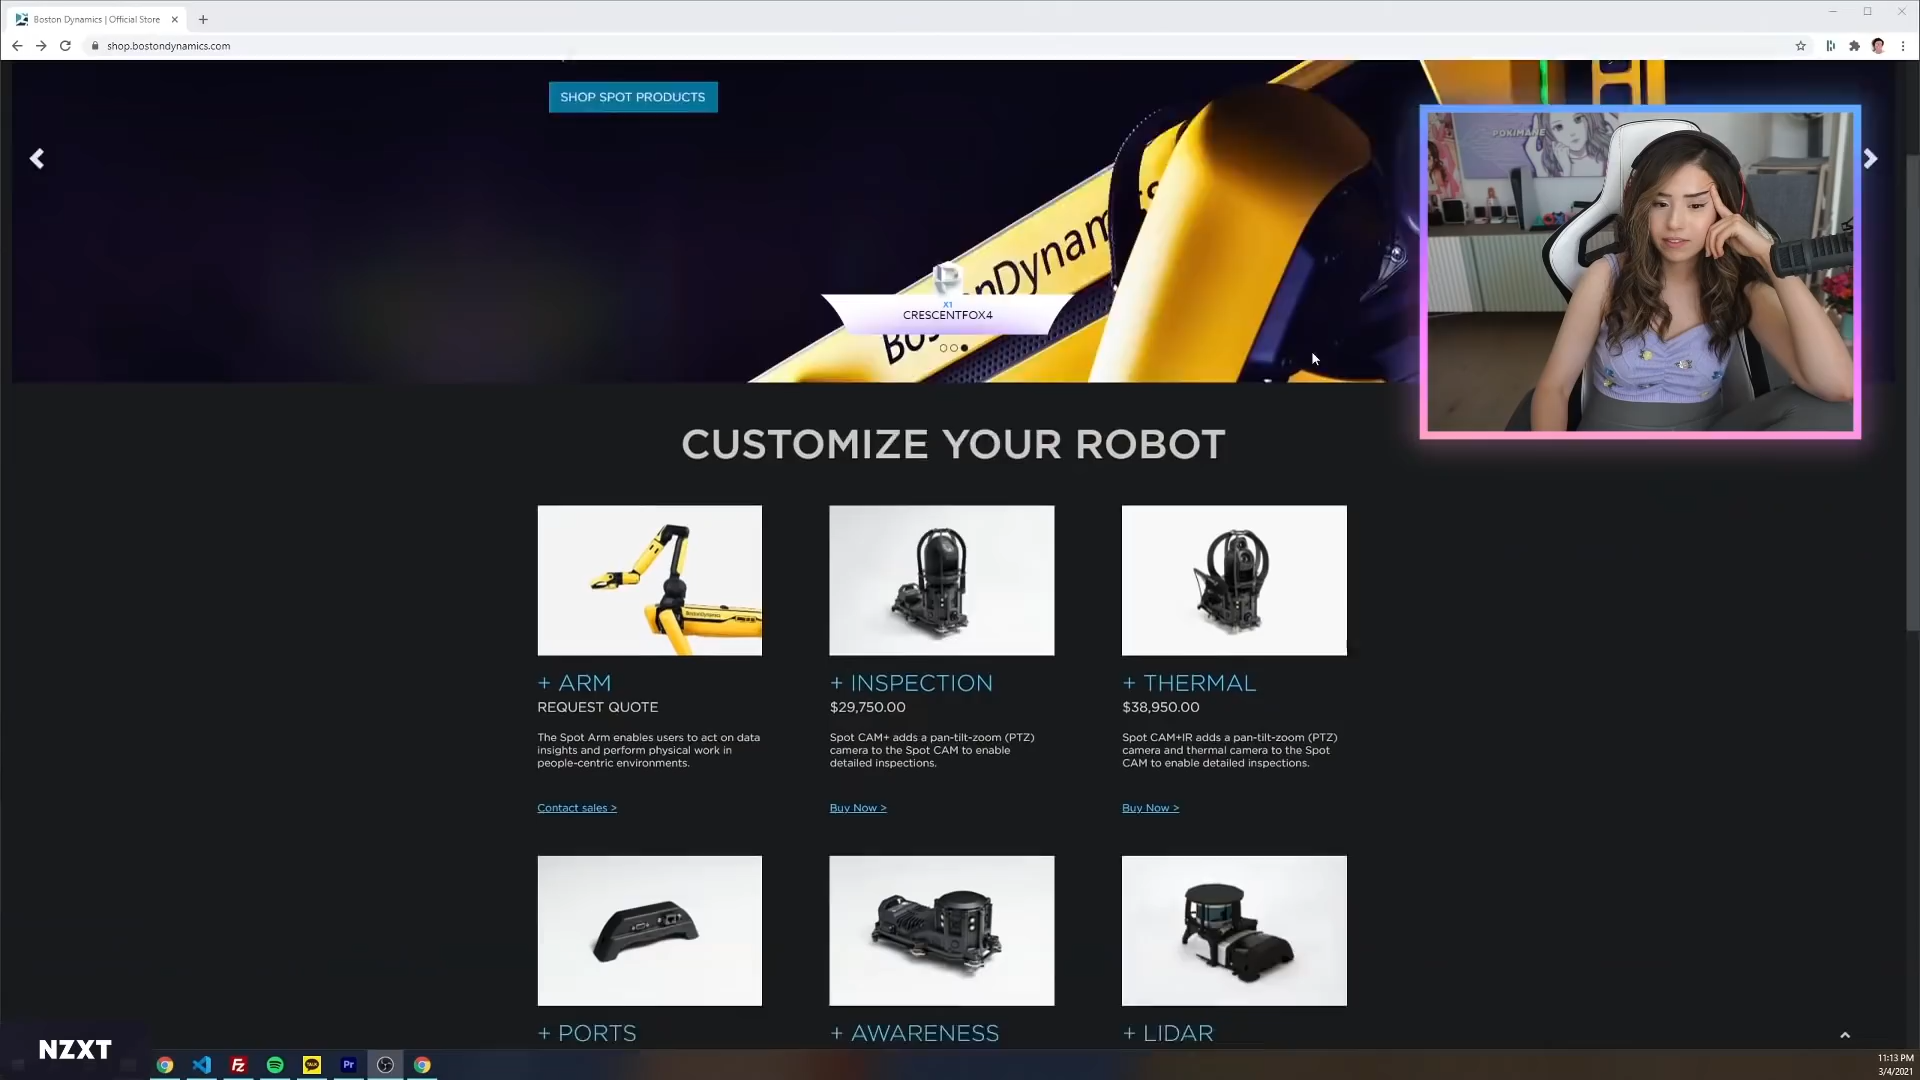 Boston Dynamics | Official Store
shop.bostondynamics.com
SHOP SPOT PRODUCTS
POKIMANE
BostonDynamics
X1
CRESCENTFOX4
CUSTOMIZE YOUR ROBOT
+ ARM
REQUEST QUOTE
The Spot Arm enables users to act on data
insights and perform physical work in
people-centric environments.
Contact sales >
+ INSPECTION
$29,750.00
Spot CAM+ adds a pan-tilt-zoom (PTZ)
camera to the Spot CAM to enable
detailed inspections.
Buy Now >
+ THERMAL
$38,950.00
Spot CAM+IR adds a pan-tilt-zoom (PTZ)
camera and thermal camera to the Spot
CAM to enable detailed inspections.
Buy Now >
+ PORTS
+ AWARENESS
+ LIDAR
NZXT
Fz
TALK
Pr
11:13 PM
3/4/2021